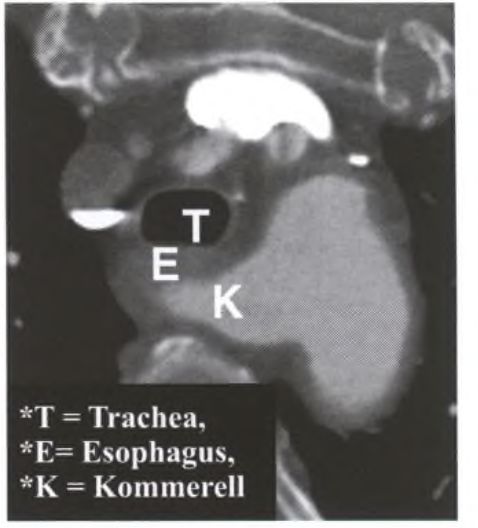 T
E
K
*T = Trachea,
*E= Esophagus,
*K = Kommerell